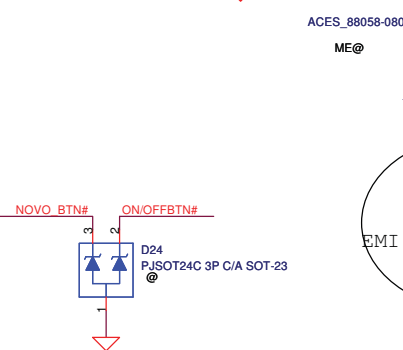 ACES_88058-080
ME@
NOVO_BTN# ON/OFFBTN#
3 2
D24
PJSOT24C 3P C/A SOT-23
@
1
EMI